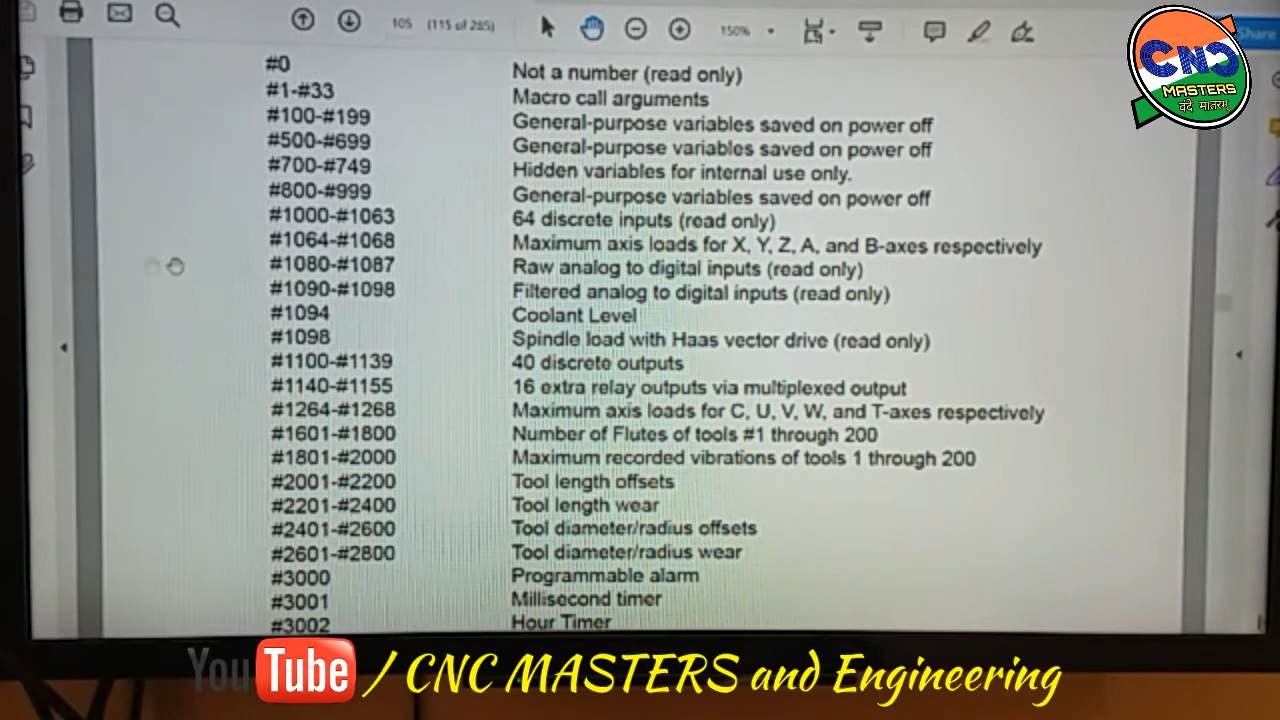 105 (115 of 285) 150% Share
CNC
MASTERS
वंदे मातरम्
#0 Not a number (read only)
#1-#33 Macro call arguments
#100-#199 General-purpose variables saved on power off
#500-#699 General-purpose variables saved on power off
#700-#749 Hidden variables for internal use only.
#800-#999 General-purpose variables saved on power off
#1000-#1063 64 discrete inputs (read only)
#1064-#1068 Maximum axis loads for X, Y, Z, A, and B-axes respectively
#1080-#1087 Raw analog to digital inputs (read only)
#1090-#1098 Filtered analog to digital inputs (read only)
#1094 Coolant Level
#1098 Spindle load with Haas vector drive (read only)
#1100-#1139 40 discrete outputs
#1140-#1155 16 extra relay outputs via multiplexed output
#1264-#1268 Maximum axis loads for C, U, V, W, and T-axes respectively
#1601-#1800 Number of Flutes of tools #1 through 200
#1801-#2000 Maximum recorded vibrations of tools 1 through 200
#2001-#2200 Tool length offsets
#2201-#2400 Tool length wear
#2401-#2600 Tool diameter/radius offsets
#2601-#2800 Tool diameter/radius wear
#3000 Programmable alarm
#3001 Millisecond timer
#3002 Hour Timer
YouTube / CNC MASTERS and Engineering